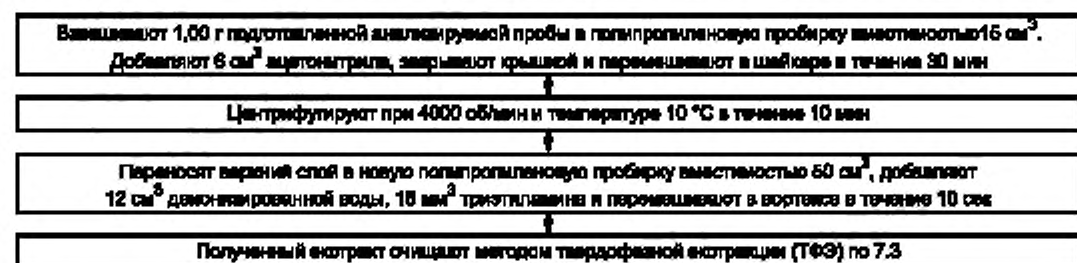 Взвешивают 1,00 г подготовленной анализируемой пробы в полипропиленовую пробирку вместимостью 15 см³.
Добавляют 6 см³ ацетонитрила, закрывают крышкой и перемешивают в шейкере в течение 30 мин
Центрифугируют при 4000 об/мин и температуре 10 °С в течение 10 мин
Переносят верхний слой в новую полипропиленовую пробирку вместимостью 50 см³, добавляют
12 см³ деионизированной воды, 15 мм³ триэтиламина и перемешивают в вортексе в течение 10 сек
Полученный экстракт очищают методом твердофазной экстракции (ТФЭ) по 7.3